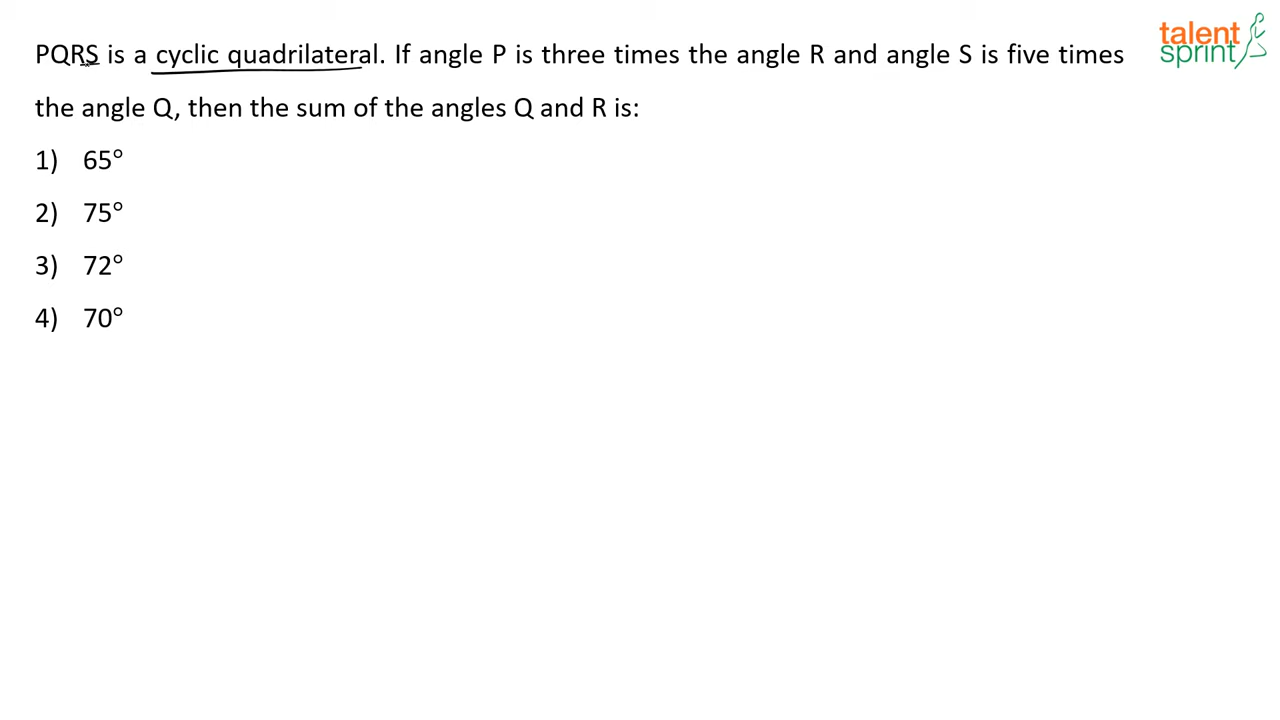 talent
sprint
PQRS is a cyclic quadrilateral. If angle P is three times the angle R and angle S is five times
the angle Q, then the sum of the angles Q and R is:
1) 65°
2) 75°
3) 72°
4) 70°